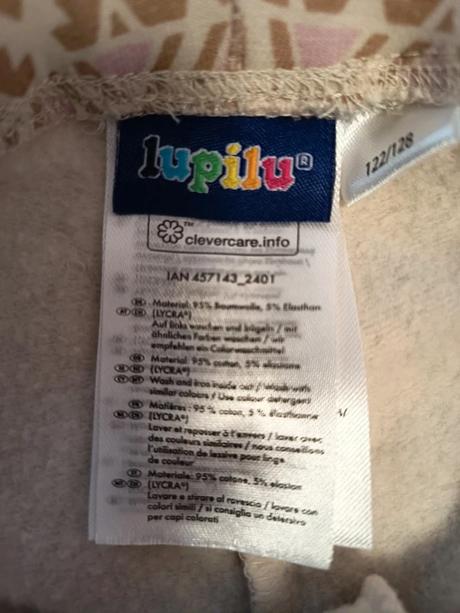 lupilu®
122/128
™
clevercare.info
IAN 457143_2401
Material: 95% Baumwolle, 5% Elasthan
(LYCRA®)
Auf links waschen und bügeln / mit
ähnlichen Farben waschen / wir
empfehlen ein Colorwaschmittel
Material: 95% cotton, 5% elastane
(LYCRA®)
Wash and iron inside out / Wash with
similar colours / Use colour detergent
Matières: 95 % coton, 5 % élasthanne
(LYCRA®)
Laver et repasser à l'envers / laver avec
des couleurs similaires / nous conseillons
l'utilisation de lessive pour linge
de couleur
Materiale: 95% cotone, 5% elastan
(LYCRA®)
Lavare e stirare al rovescio / lavare con
colori simili / si consiglia un detersivo
per capi colorati